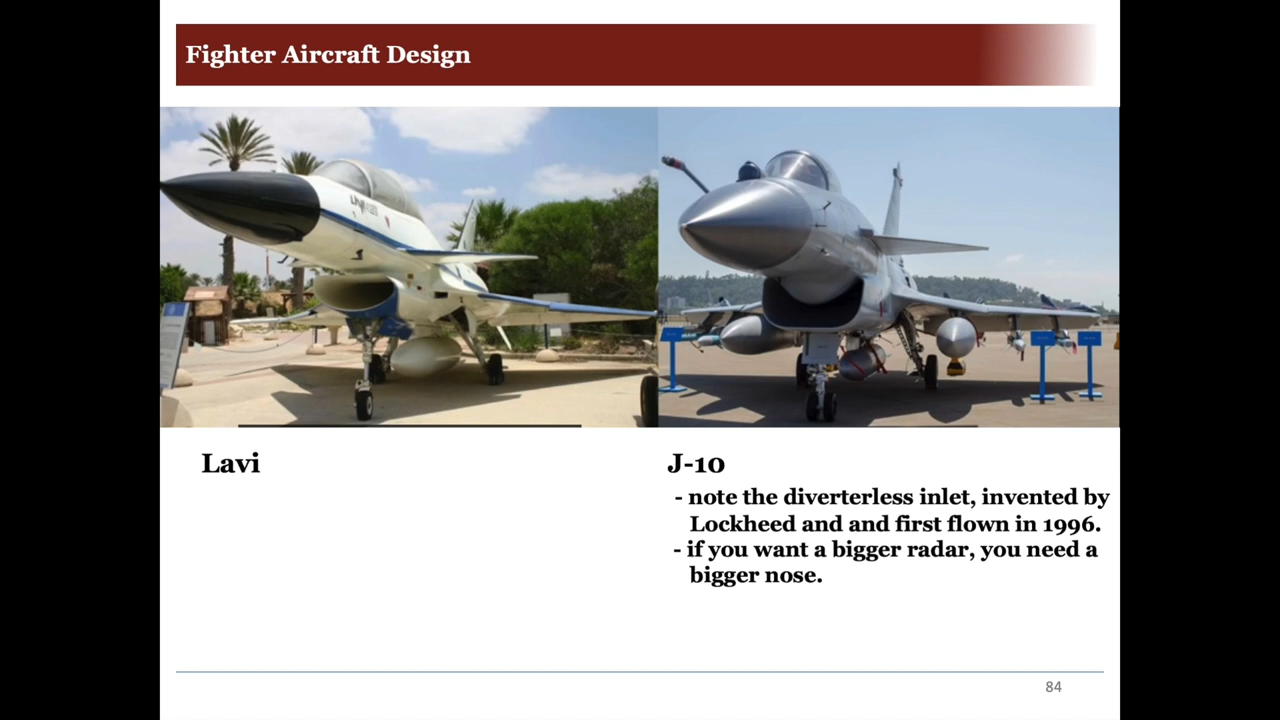 Fighter Aircraft Design
Lavi
J-10
- note the diverterless inlet, invented by
Lockheed and and first flown in 1996.
- if you want a bigger radar, you need a
bigger nose.
84